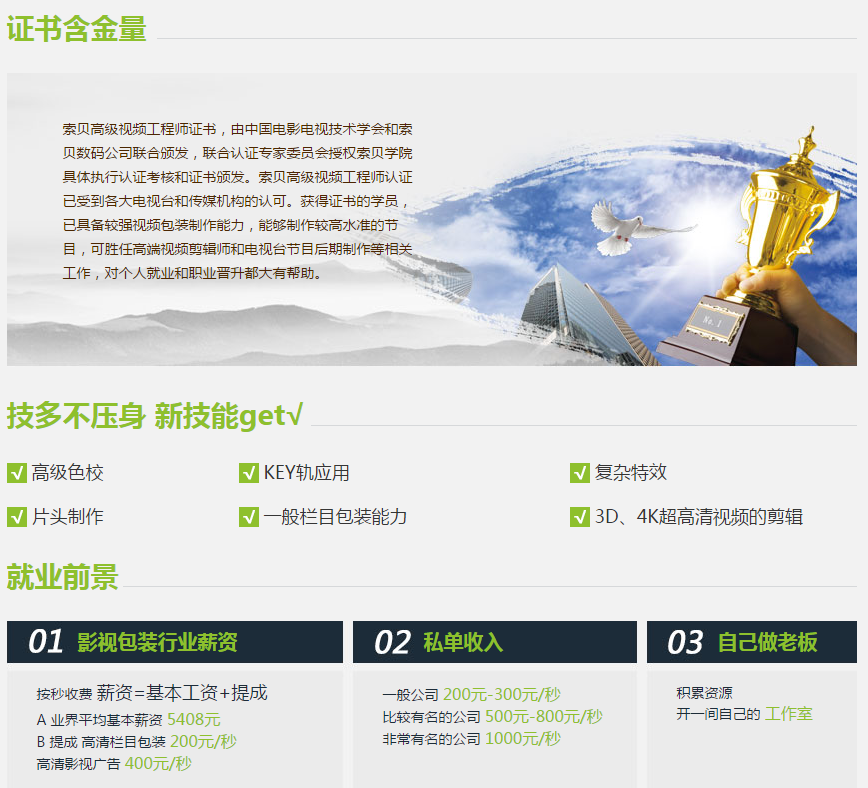 证书含金量
索贝高级视频工程师证书，由中国电影电视技术学会和索
贝数码公司联合颁发，联合认证专家委员会授权索贝学院
具体执行认证考核和证书颁发。索贝高级视频工程师认证
已受到各大电视台和传媒机构的认可。获得证书的学员，
已具备较强视频包装制作能力，能够制作较高水准的节
目，可胜任高端视频剪辑师和电视台节目后期制作等相关
工作，对个人就业和职业晋升都大有帮助。
No.1
技多不压身 新技能get√
√ 高级色校
√ KEY轨应用
√ 复杂特效
√ 片头制作
√ 一般栏目包装能力
√ 3D、4K超高清视频的剪辑
就业前景
01 影视包装行业薪资
按秒收费 薪资=基本工资+提成
A 业界平均基本薪资 5408元
B 提成 高清栏目包装 200元/秒
高清影视广告 400元/秒
02 私单收入
一般公司 200元-300元/秒
比较有名的公司 500元-800元/秒
非常有名的公司 1000元/秒
03 自己做老板
积累资源
开一间自己的 工作室